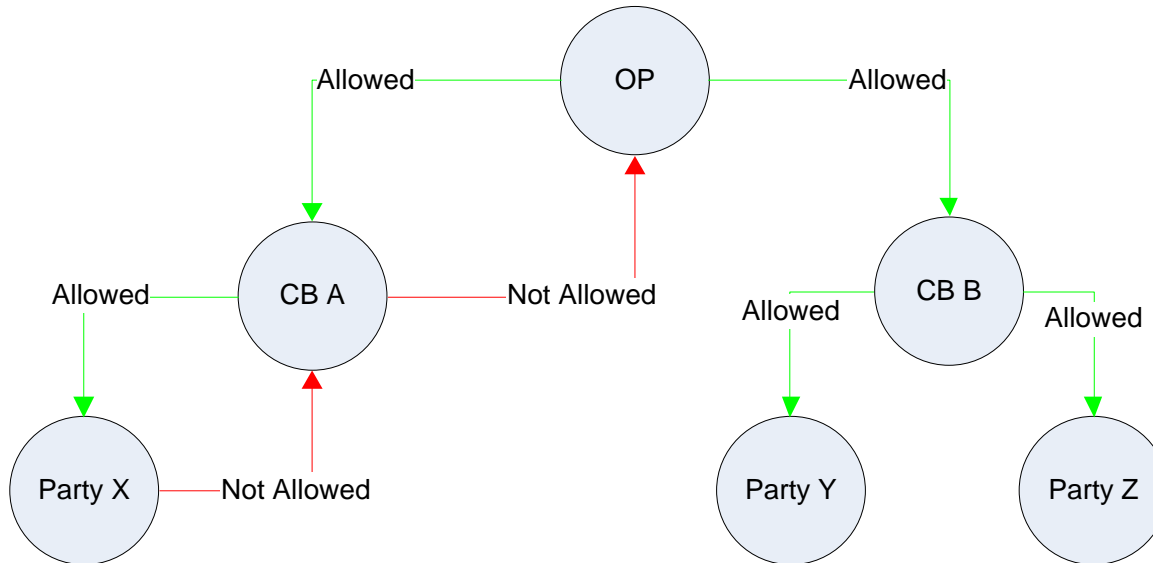 OP
Allowed
Allowed
CB A
CB B
Allowed
Not Allowed
Allowed
Allowed
Party X
Not Allowed
Party Y
Party Z